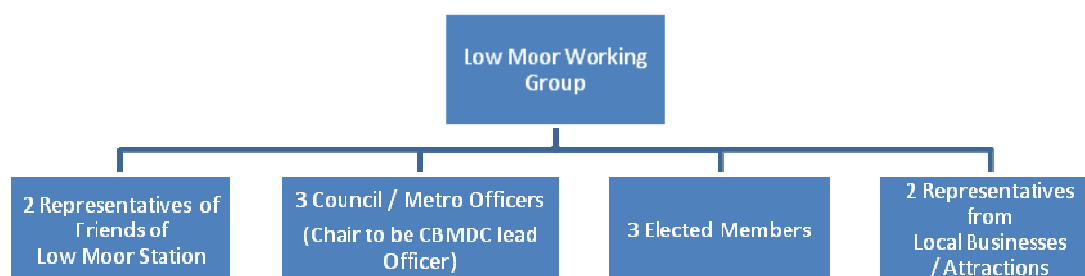 Low Moor Working
Group
2 Representatives of
Friends of
Low Moor Station
3 Council / Metro Officers
(Chair to be CBMDC lead
Officer)
3 Elected Members
2 Representatives
from
Local Businesses
/ Attractions